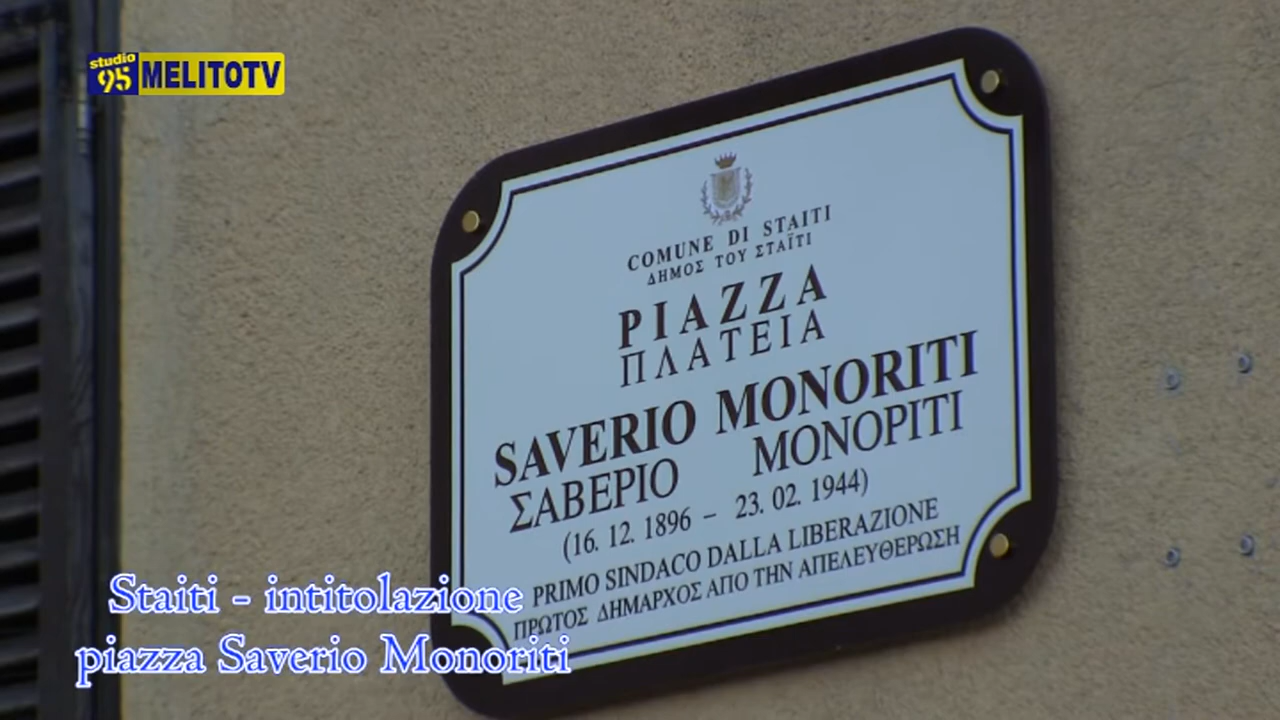 studio
95 MELITOTV
COMUNE DI STAITI
ΔΗΜΟΣ ΤΟΥ ΣΤΑΪΤΙ
PIAZZA
ΠΛΑΤΕΙΑ
SAVERIO MONORITI
ΣΑΒΕΡΙΟ ΜΟΝΟΡΙΤΙ
(16. 12. 1896 – 23. 02. 1944)
PRIMO SINDACO DALLA LIBERAZIONE
ΠΡΩΤΟΣ ΔΗΜΑΡΧΟΣ ΑΠΟ ΤΗΝ ΑΠΕΛΕΥΘΕΡΩΣΗ
Staiti - intitolazione
piazza Saverio Monoriti